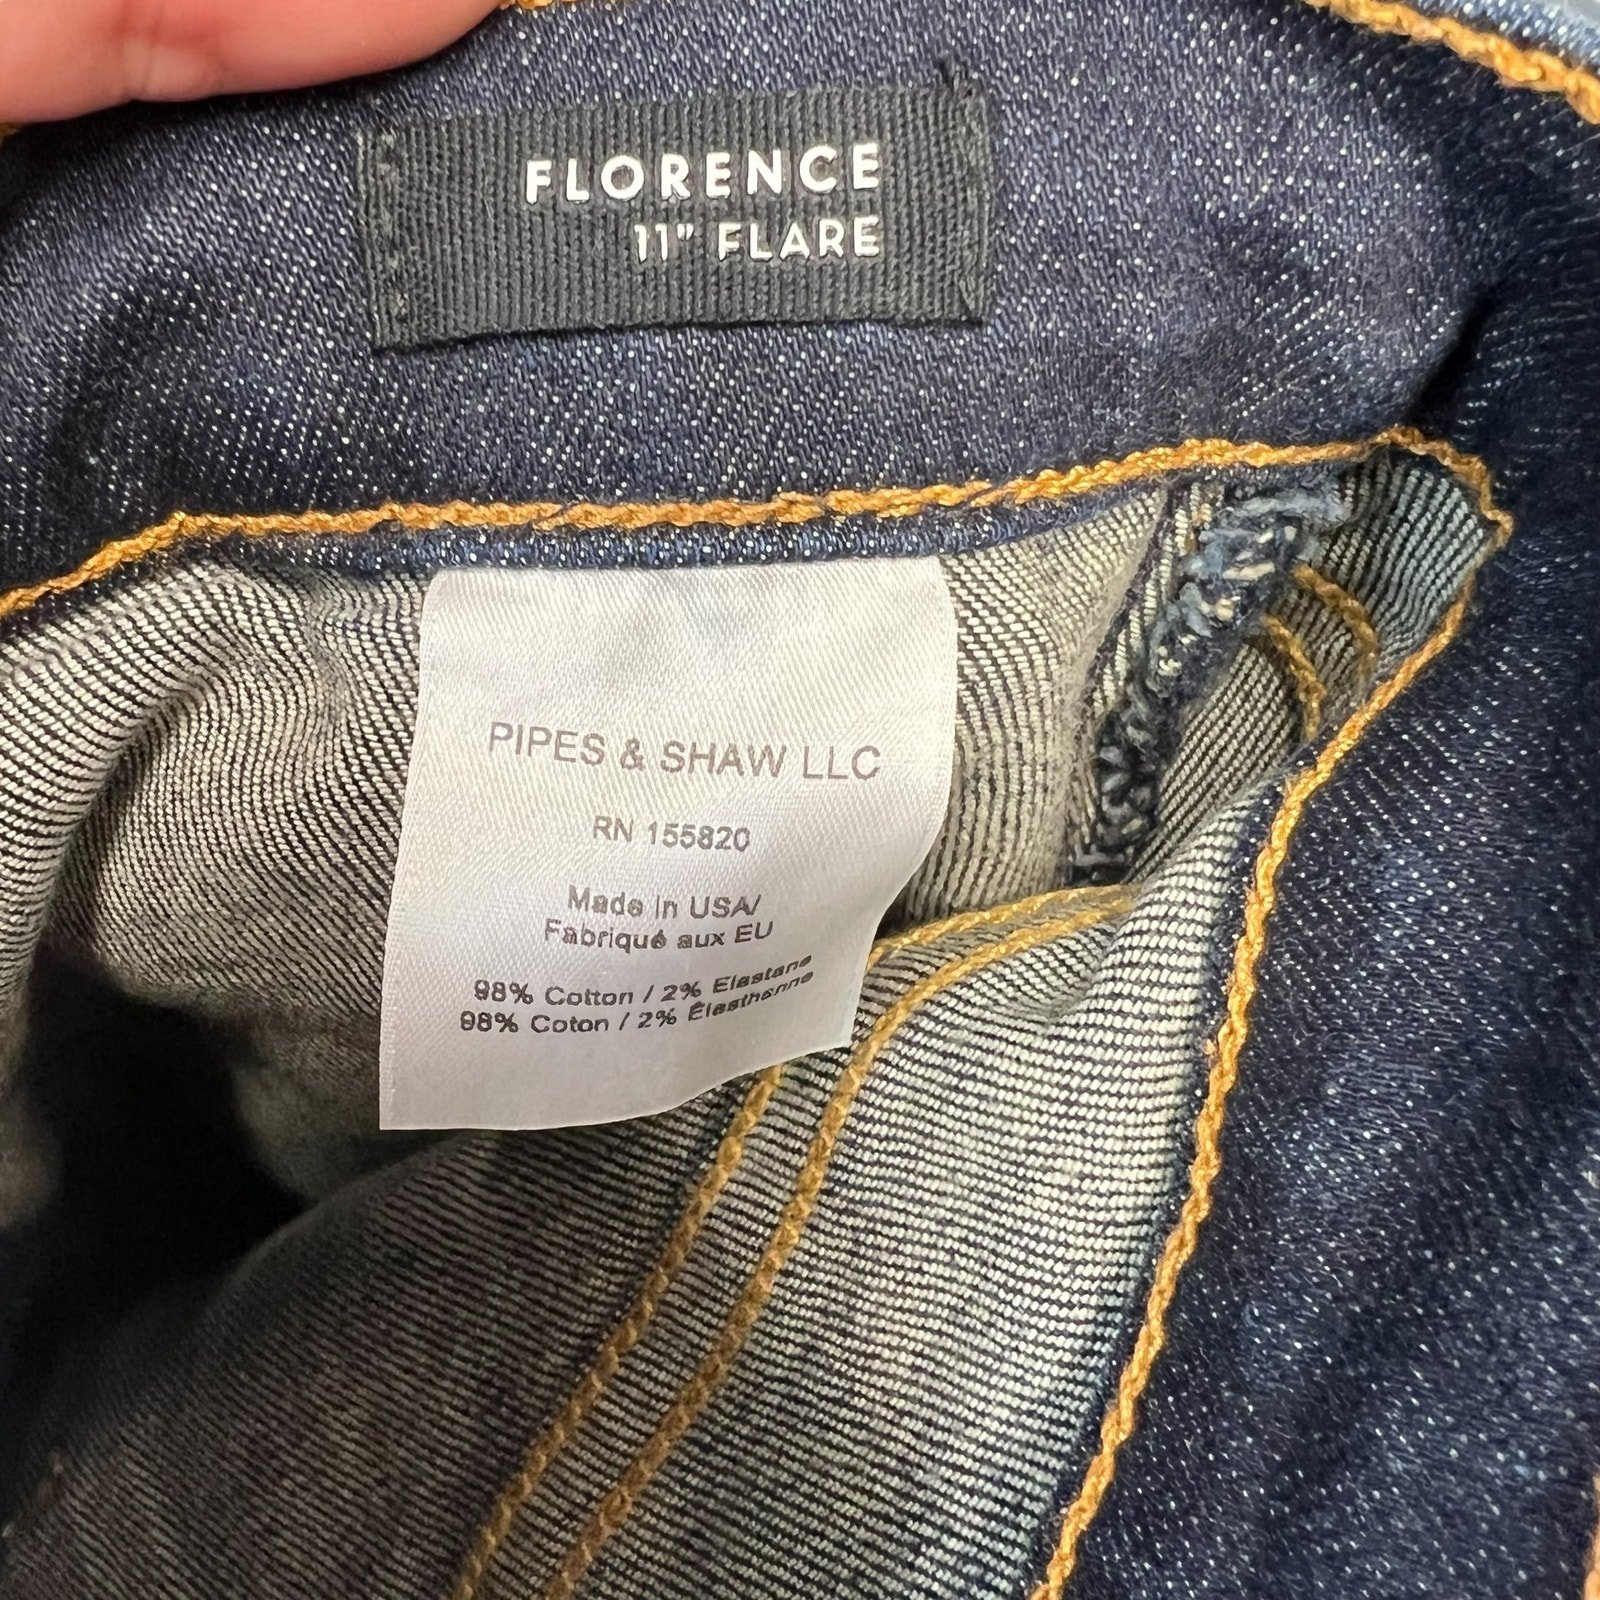 FLORENCE
11" FLARE
PIPES & SHAW LLC
RN 155820
Made in USA/
Fabriqué aux EU
98% Cotton / 2% Elastane
98% Coton / 2% Élasthanne